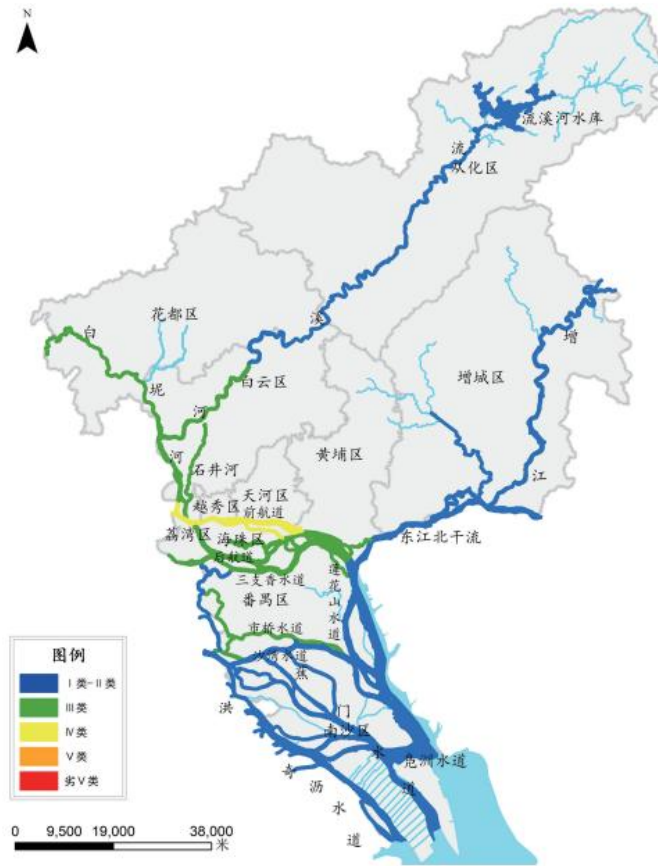 N
流溪河水库
流
从化区
花都区
白
溪
增
坭
白云区
增城区
河
河
石井河
黄埔区
江
越秀区
天河区
前航道
荔湾区
海珠区
后航道
东江北干流
三支香水道
莲花山水道
番禺区
市桥水道
沙湾水道
蕉
洪
门
南沙区
水
凫洲水道
奇
道
沥
水
道
图例
Ⅰ类-Ⅱ类
Ⅲ类
Ⅳ类
Ⅴ类
劣Ⅴ类
0 9,500 19,000 38,000
米